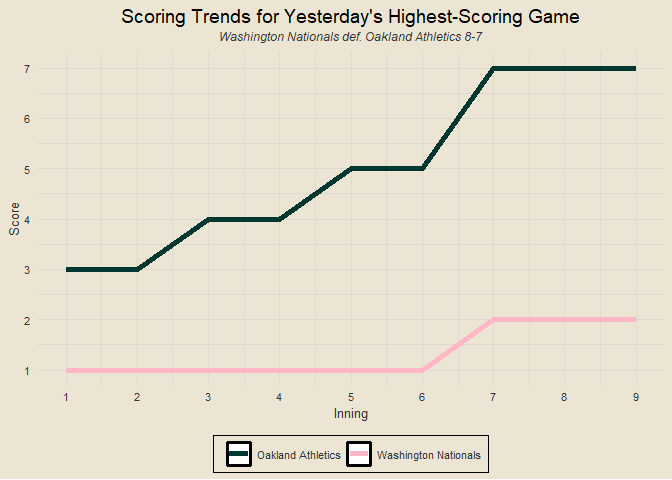 Scoring Trends for Yesterday's Highest-Scoring Game
Washington Nationals def. Oakland Athletics 8-7
7
6
5
4
3
2
1
Score
1 2 3 4 5 6 7 8 9
Inning
Oakland Athletics Washington Nationals